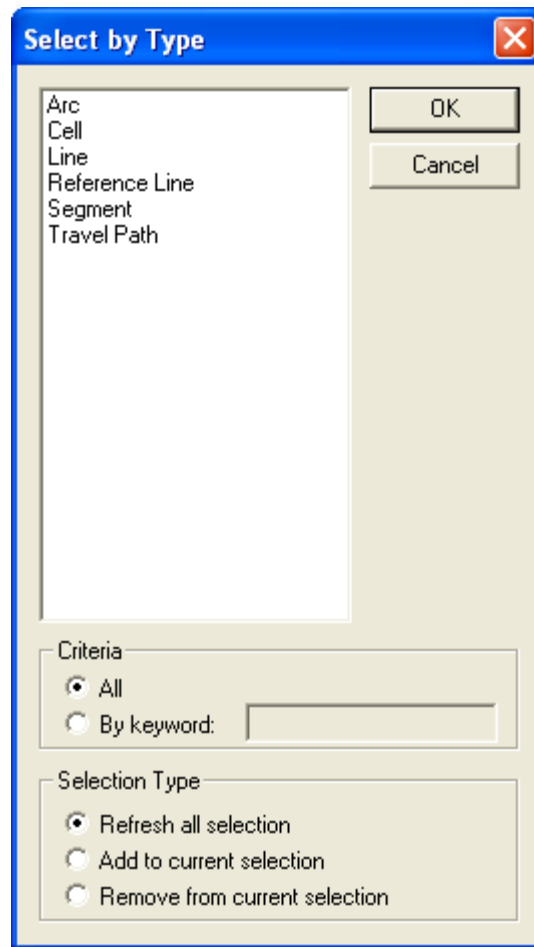 Select by Type
Arc
Cell
Line
Reference Line
Segment
Travel Path
OK
Cancel
Criteria
All
By keyword:
Selection Type
Refresh all selection
Add to current selection
Remove from current selection